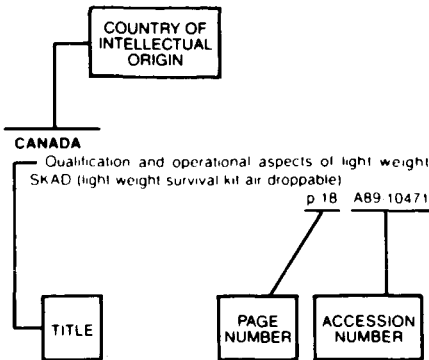 COUNTRY OF
INTELLECTUAL
ORIGIN
CANADA
Qualification and operational aspects of light weight
SKAD (light weight survival kit air droppable)
p 18 A89-10471
TITLE
PAGE
NUMBER
ACCESSION
NUMBER